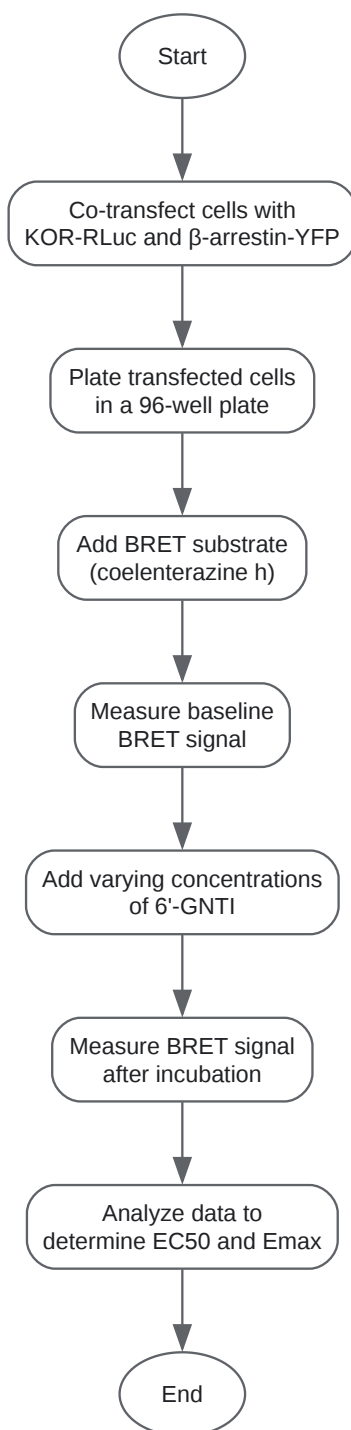 Start
Co-transfect cells with
KOR-RLuc and β-arrestin-YFP
Plate transfected cells
in a 96-well plate
Add BRET substrate
(coelenterazine h)
Measure baseline
BRET signal
Add varying concentrations
of 6'-GNTI
Measure BRET signal
after incubation
Analyze data to
determine EC50 and Emax
End